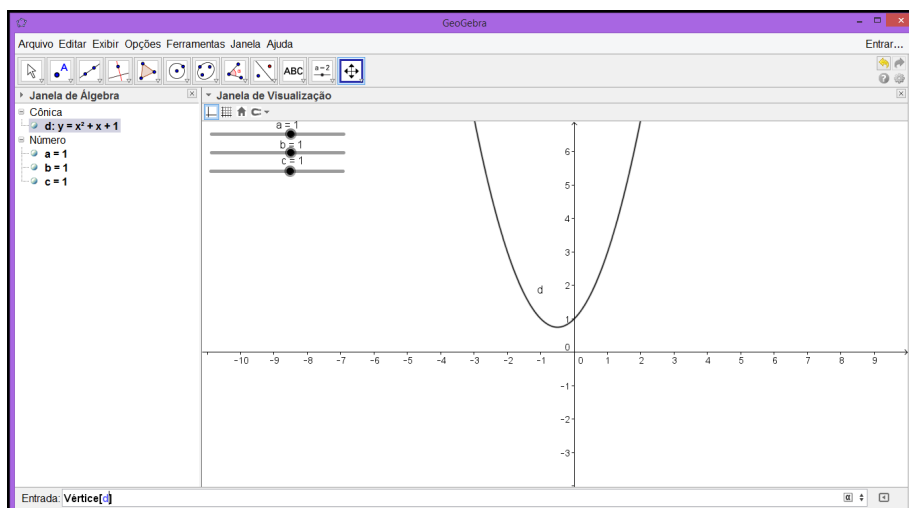 GeoGebra
Arquivo Editar Exibir Opções Ferramentas Janela Ajuda
Entrar...
A
ABC
a=2
Janela de Álgebra
Janela de Visualização
Cônica
d: y = x² + x + 1
Número
a = 1
b = 1
c = 1
a = 1
b = 1
c = 1
6
5
4
3
d
2
1
0
-10 -9 -8 -7 -6 -5 -4 -3 -2 -1 0 1 2 3 4 5 6 7 8 9
-1
-2
-3
Entrada: Vértice[d]
α